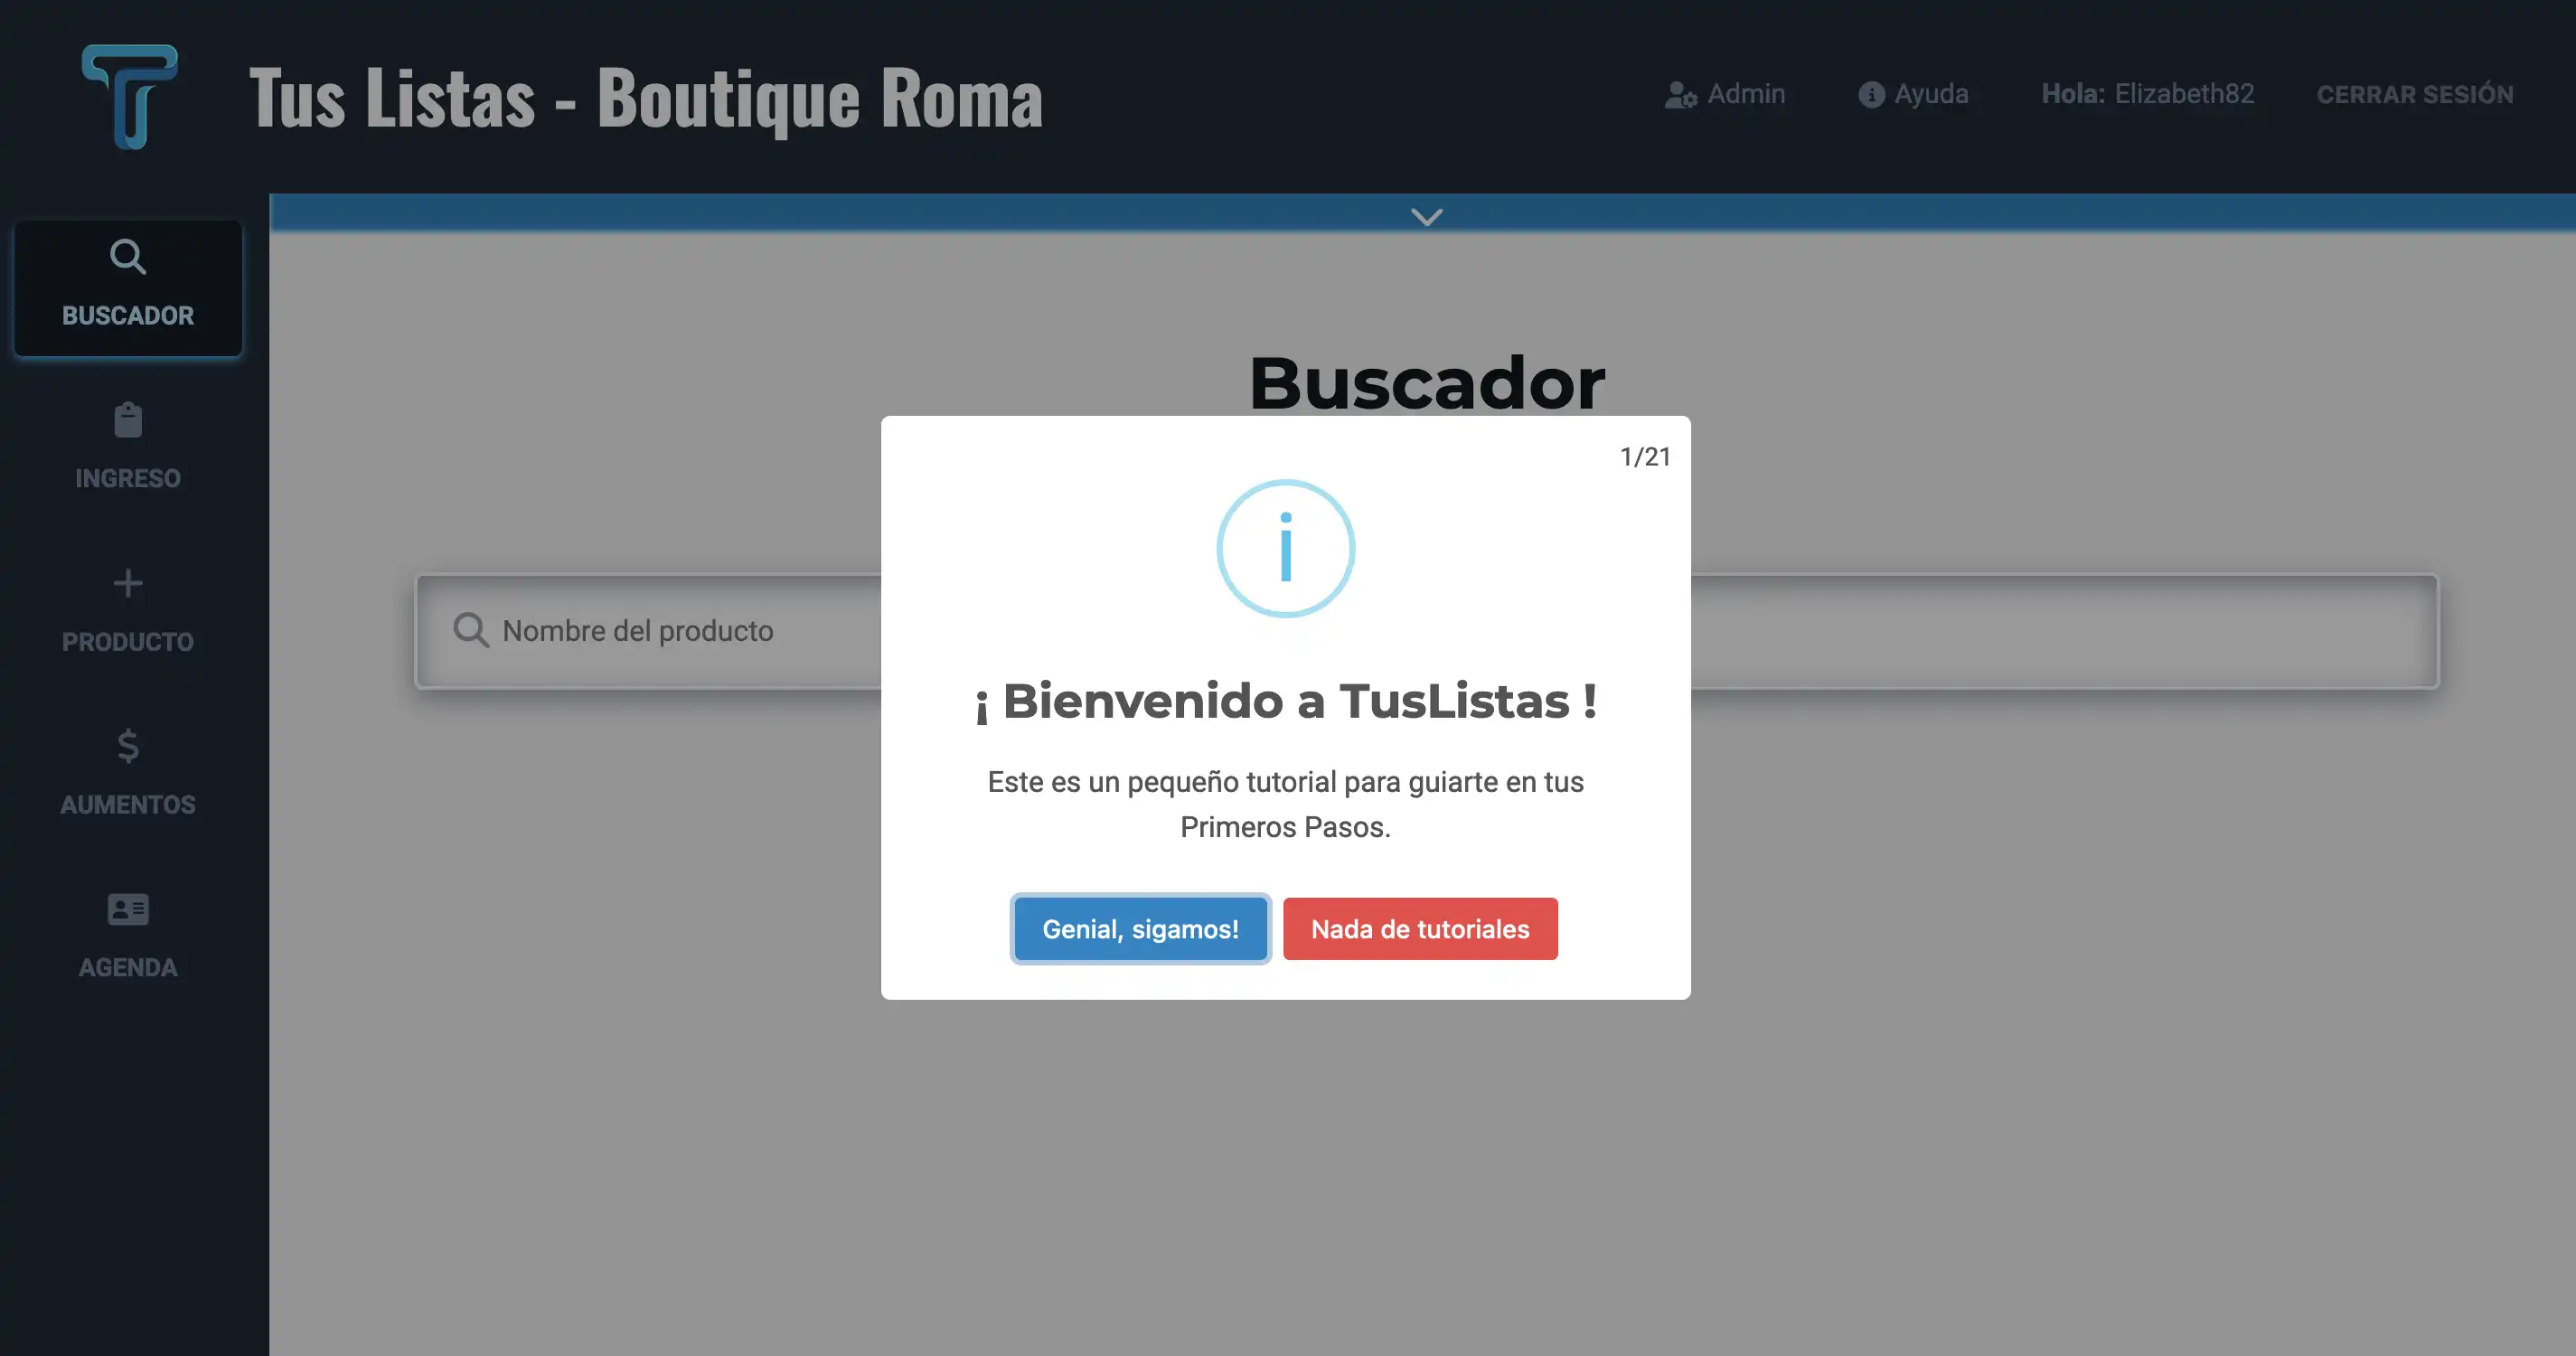 Tus Listas - Boutique Roma
Admin
Ayuda
Hola: Elizabeth82
CERRAR SESIÓN
BUSCADOR
INGRESO
PRODUCTO
AUMENTOS
AGENDA
Buscador
Nombre del producto
1/21
¡ Bienvenido a TusListas !
Este es un pequeño tutorial para guiarte en tus
Primeros Pasos.
Genial, sigamos!
Nada de tutoriales